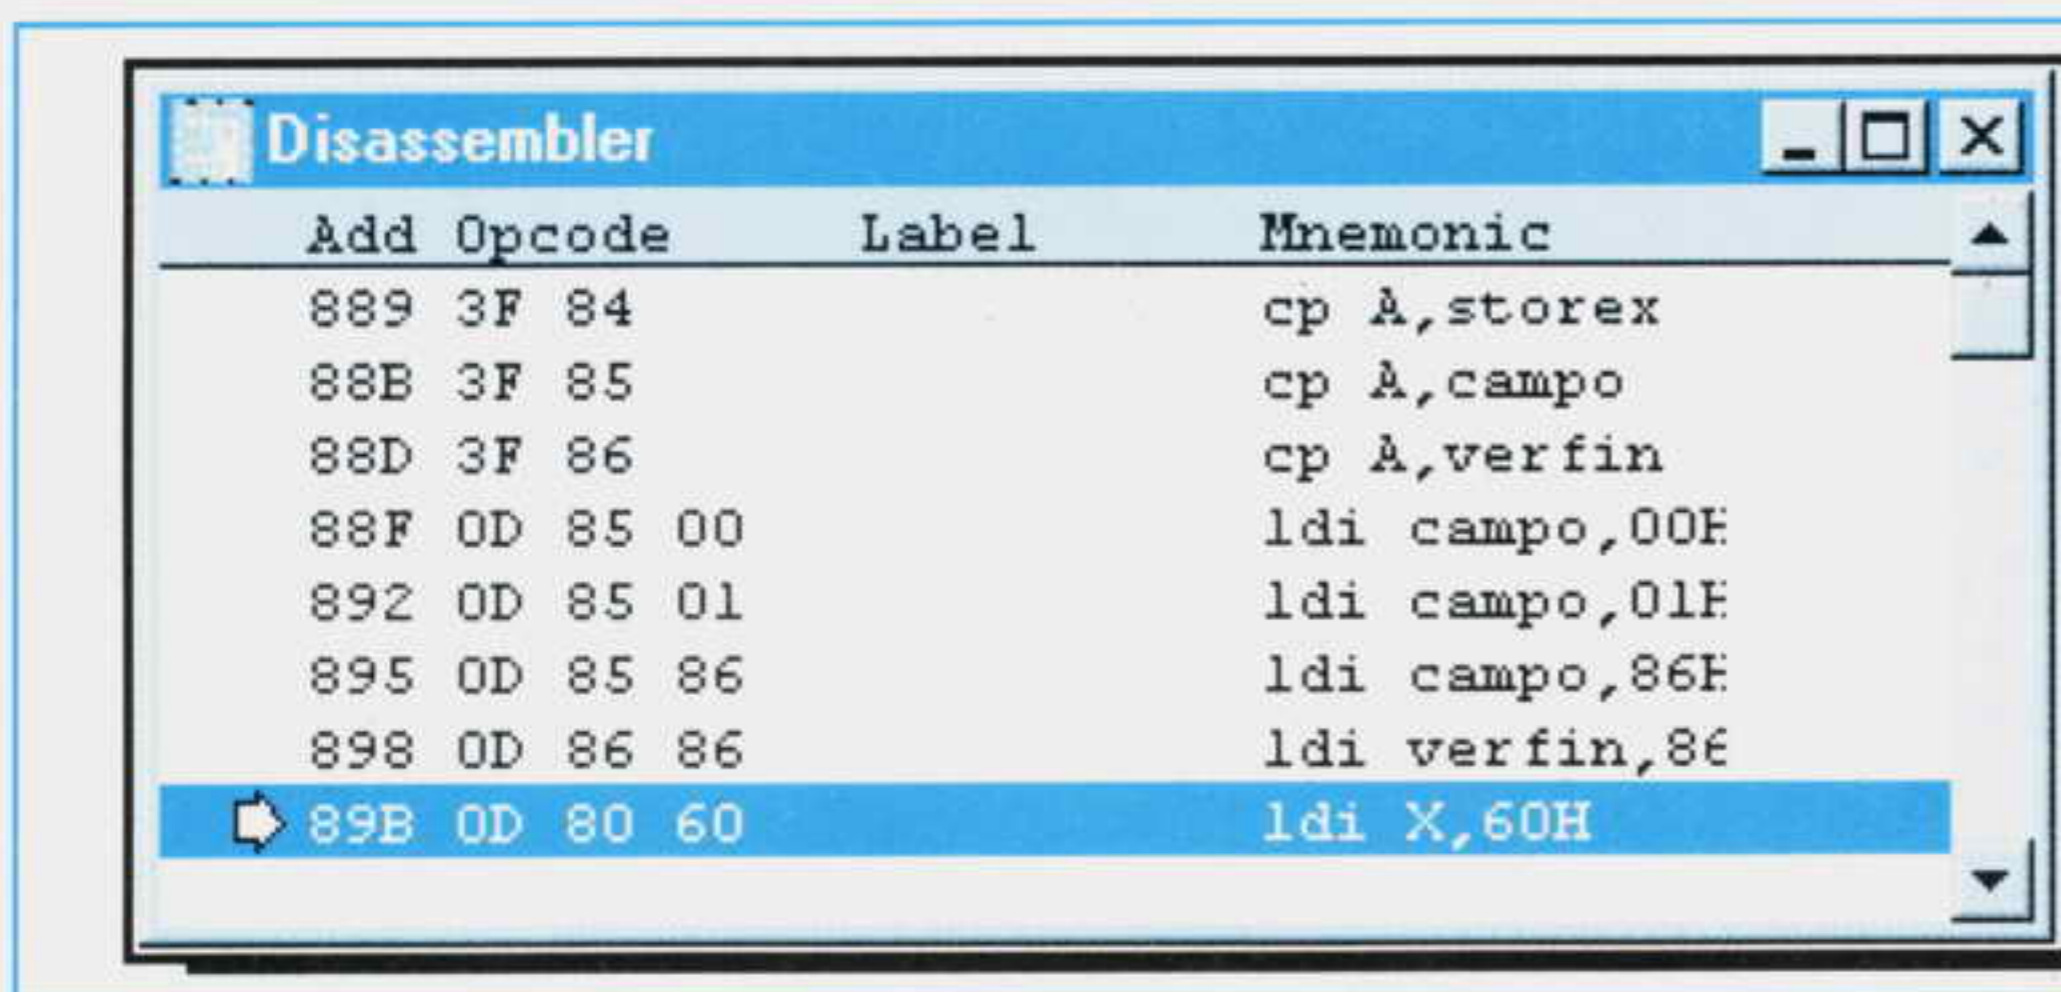 Disassembler
Add Opcode Label Mnemonic
889 3F 84 cp A,storex
88B 3F 85 cp A,campo
88D 3F 86 cp A,verfin
88F 0D 85 00 ldi campo,00H
892 0D 85 01 ldi campo,01H
895 0D 85 86 ldi campo,86H
898 0D 86 86 ldi verfin,86
89B 0D 80 60 ldi X,60H